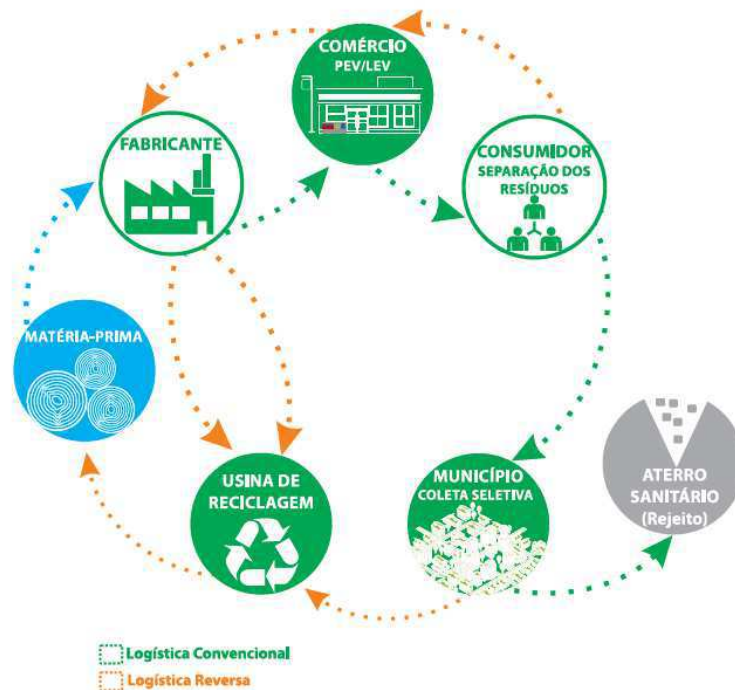 COMÉRCIO
PEV/LEV
FABRICANTE
CONSUMIDOR
SEPARAÇÃO DOS
RESÍDUOS
MATÉRIA-PRIMA
USINA DE
RECICLAGEM
MUNICÍPIO
COLETA SELETIVA
ATERRO
SANITÁRIO
(Rejeito)
Logística Convencional
Logística Reversa